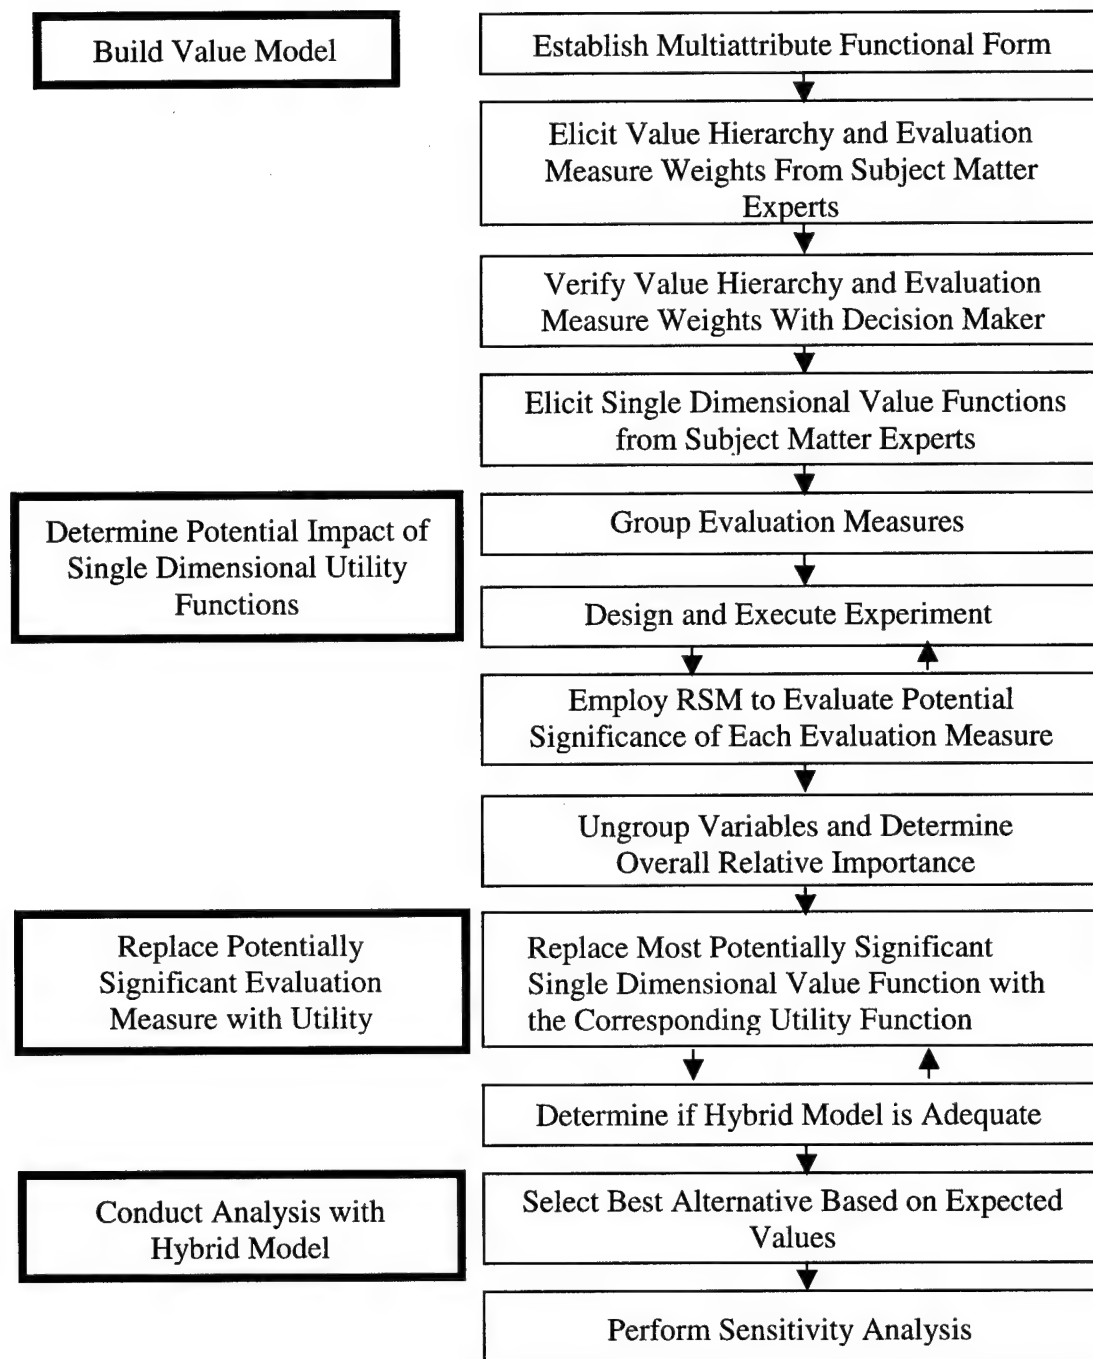 Build Value Model
Establish Multiattribute Functional Form
Elicit Value Hierarchy and Evaluation
Measure Weights From Subject Matter
Experts
Verify Value Hierarchy and Evaluation
Measure Weights With Decision Maker
Elicit Single Dimensional Value Functions
from Subject Matter Experts
Determine Potential Impact of
Single Dimensional Utility
Functions
Group Evaluation Measures
Design and Execute Experiment
Employ RSM to Evaluate Potential
Significance of Each Evaluation Measure
Ungroup Variables and Determine
Overall Relative Importance
Replace Potentially
Significant Evaluation
Measure with Utility
Replace Most Potentially Significant
Single Dimensional Value Function with
the Corresponding Utility Function
Determine if Hybrid Model is Adequate
Conduct Analysis with
Hybrid Model
Select Best Alternative Based on Expected
Values
Perform Sensitivity Analysis